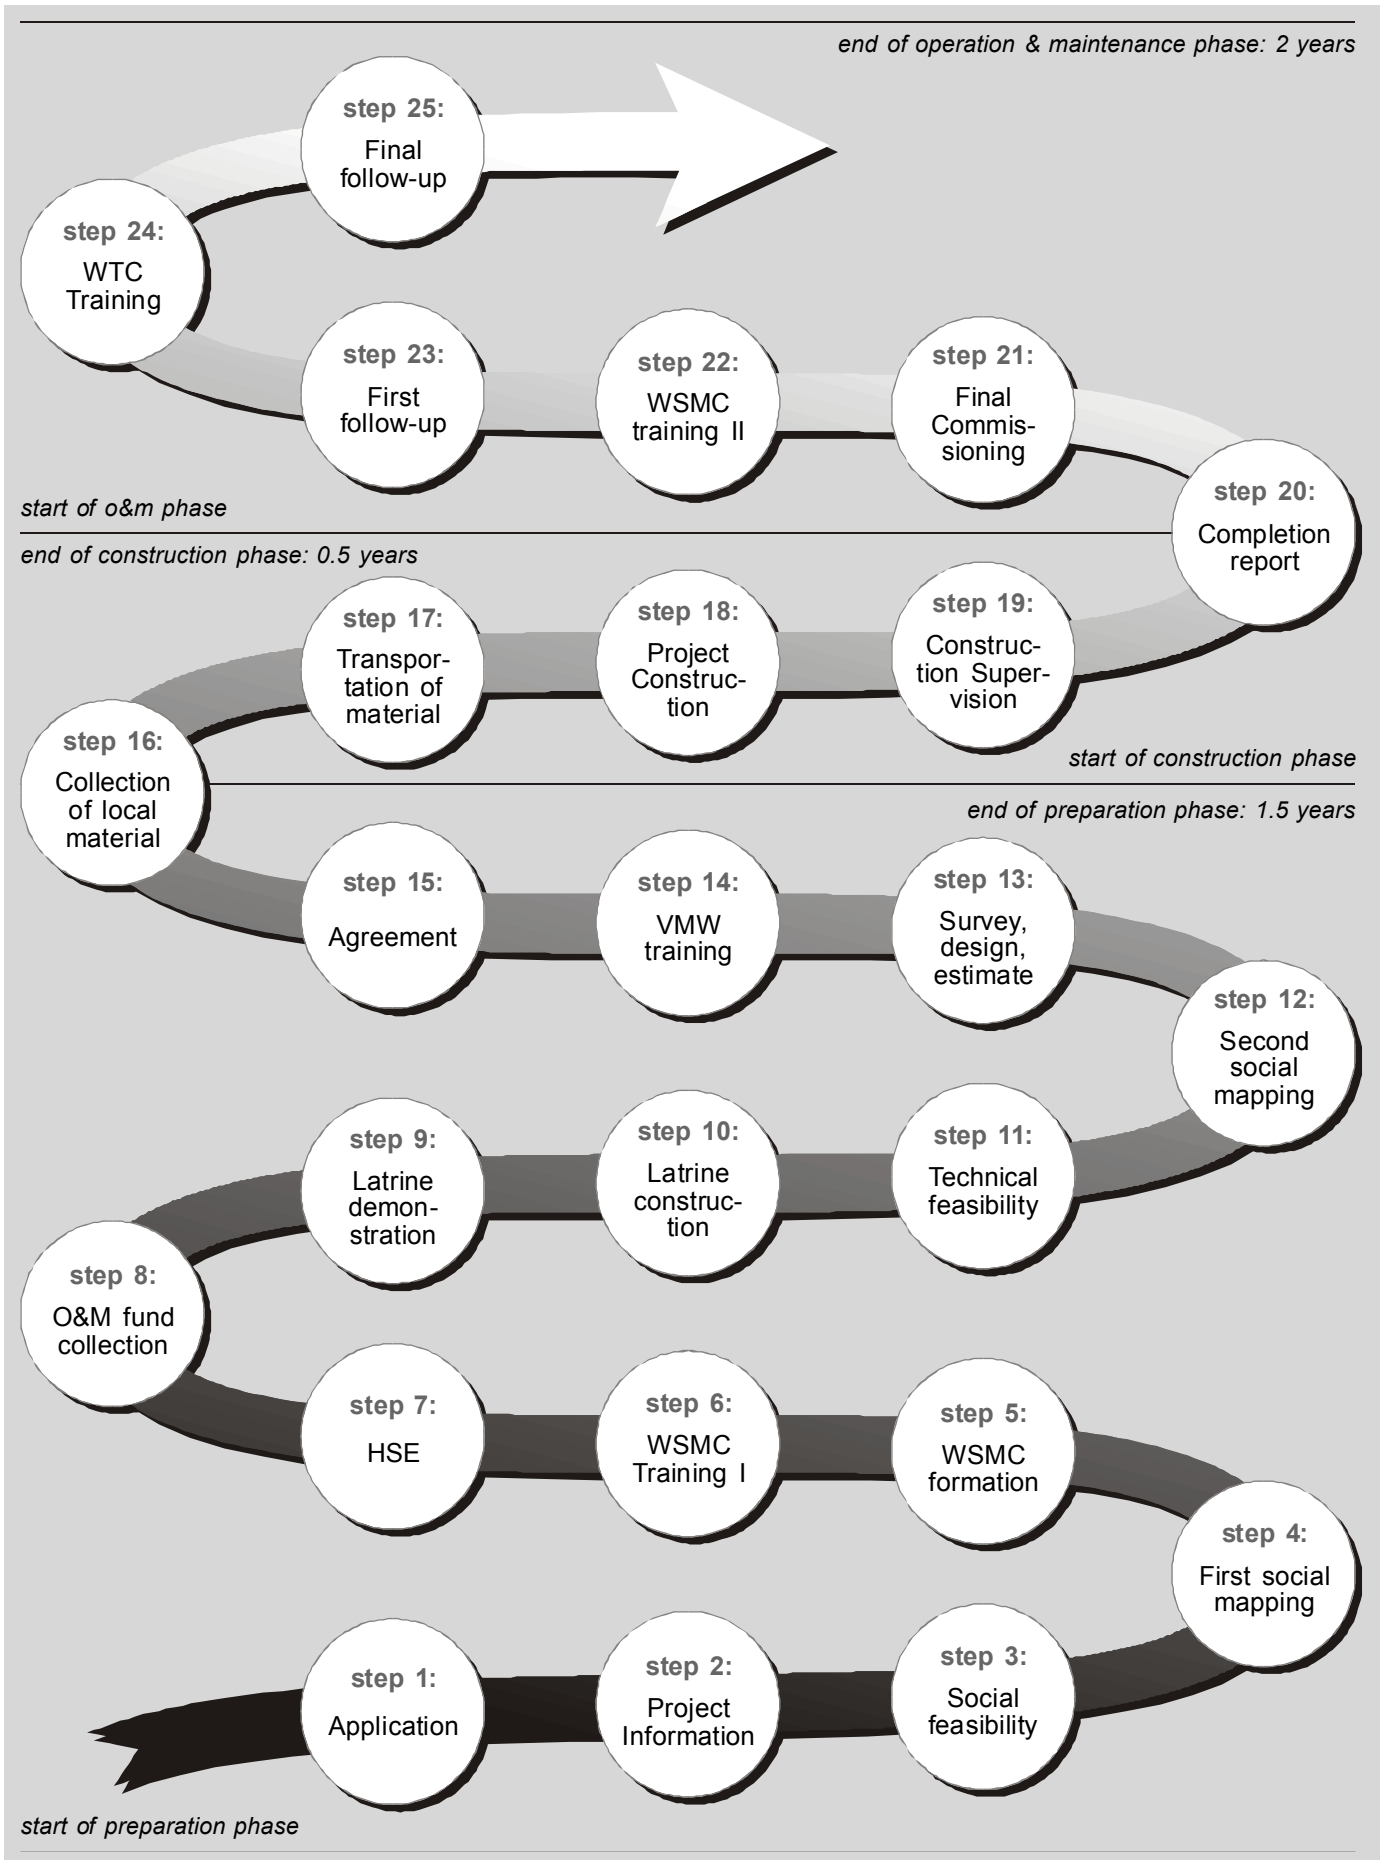 end of operation & maintenance phase: 2 years
step 25:
Final
follow-up
step 24:
WTC
Training
step 23:
First
follow-up
step 22:
WSMC
training II
step 21:
Final
Commis-
sioning
step 20:
Completion
report
start of o&m phase
end of construction phase: 0.5 years
step 17:
Transpor-
tation of
material
step 18:
Project
Construc-
tion
step 19:
Construc-
tion Super-
vision
step 16:
Collection
of local
material
start of construction phase
end of preparation phase: 1.5 years
step 15:
Agreement
step 14:
VMW
training
step 13:
Survey,
design,
estimate
step 12:
Second
social
mapping
step 9:
Latrine
demon-
stration
step 10:
Latrine
construc-
tion
step 11:
Technical
feasibility
step 8:
O&M fund
collection
step 7:
HSE
step 6:
WSMC
Training I
step 5:
WSMC
formation
step 4:
First social
mapping
step 1:
Application
step 2:
Project
Information
step 3:
Social
feasibility
start of preparation phase